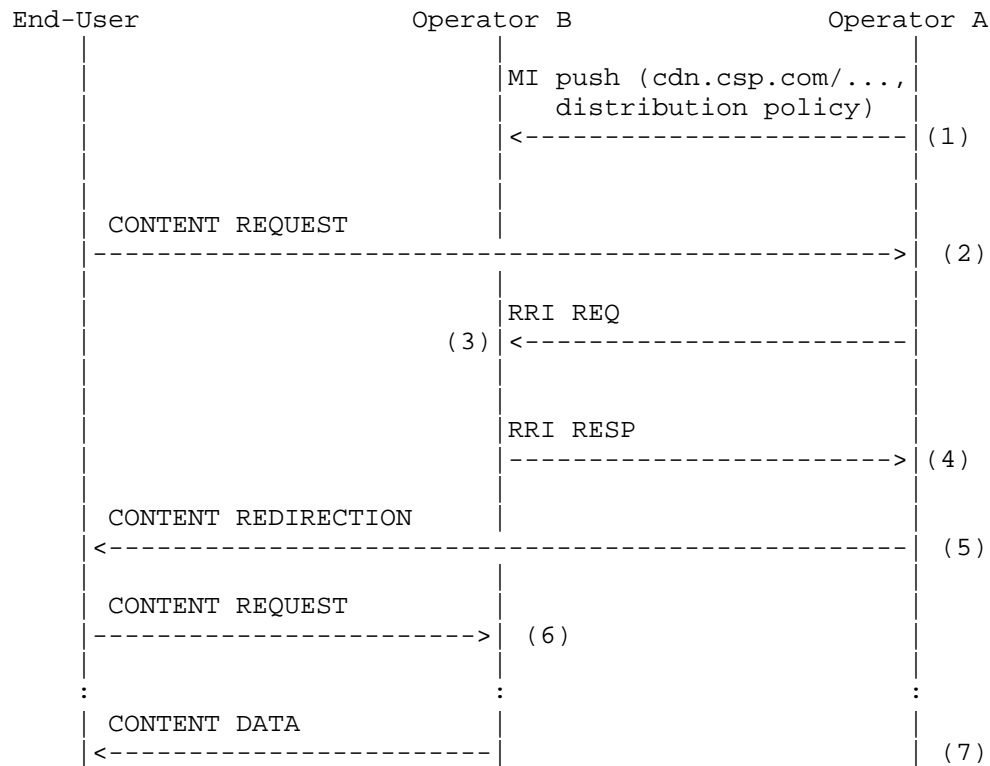 End-User Operator B Operator A
MI push (cdn.csp.com/...,
distribution policy)
(1)
CONTENT REQUEST
(2)
RRI REQ
(3)
RRI RESP
(4)
CONTENT REDIRECTION
(5)
CONTENT REQUEST
(6)
: : :
CONTENT DATA
(7)